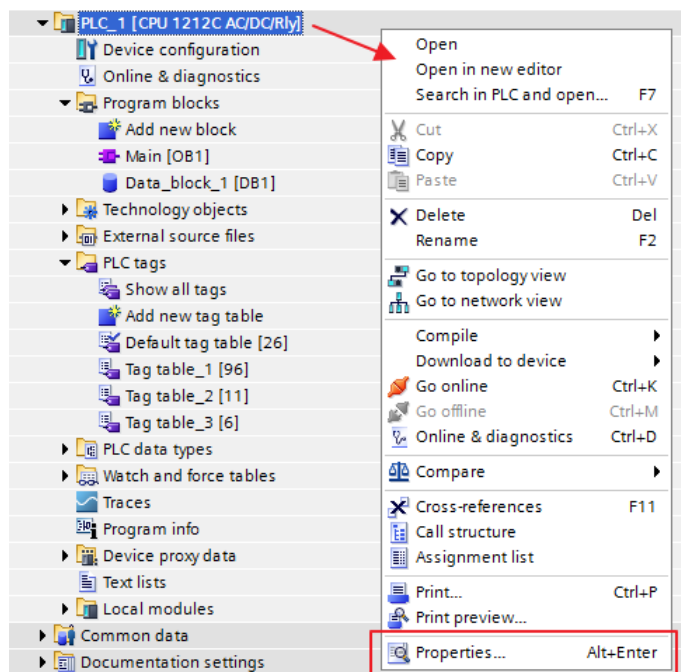 PLC_1 [CPU 1212C AC/DC/Rly]
Device configuration
Online & diagnostics
Program blocks
Add new block
Main [OB1]
Data_block_1 [DB1]
Technology objects
External source files
PLC tags
Show all tags
Add new tag table
Default tag table [26]
Tag table_1 [96]
Tag table_2 [11]
Tag table_3 [6]
PLC data types
Watch and force tables
Traces
Program info
Device proxy data
Text lists
Local modules
Common data
Documentation settings
Open
Open in new editor
Search in PLC and open... F7
Cut Ctrl+X
Copy Ctrl+C
Paste Ctrl+V
Delete Del
Rename F2
Go to topology view
Go to network view
Compile
Download to device
Go online Ctrl+K
Go offline Ctrl+M
Online & diagnostics Ctrl+D
Compare
Cross-references F11
Call structure
Assignment list
Print... Ctrl+P
Print preview...
Properties... Alt+Enter